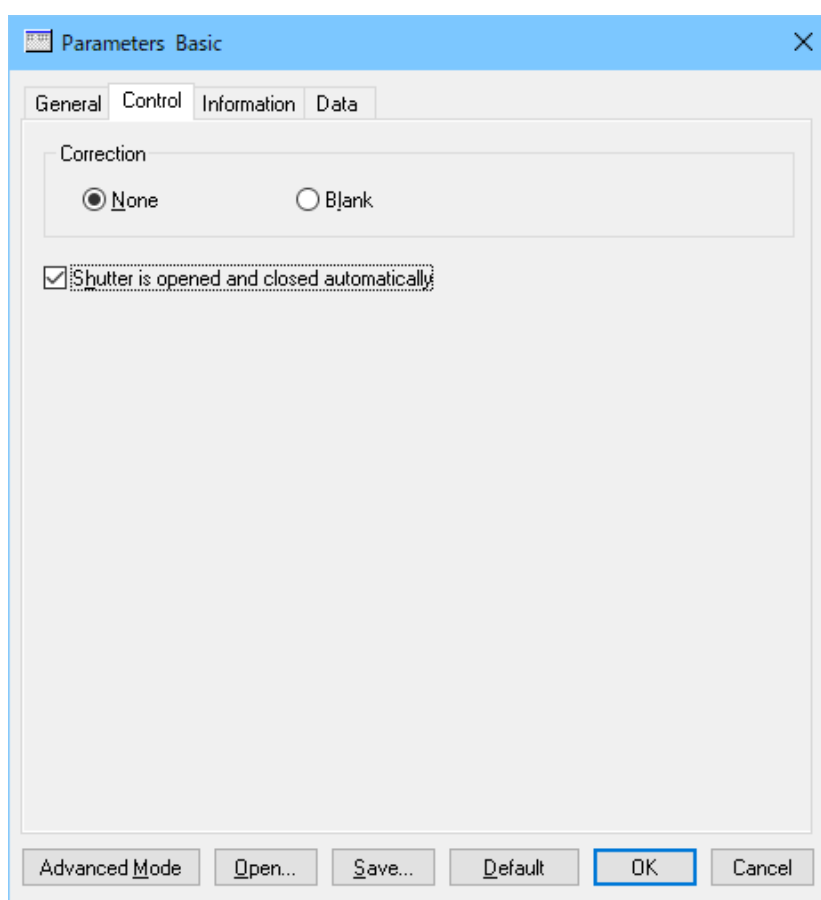 Parameters Basic
General Control Information Data
Correction
None Blank
Shutter is opened and closed automatically
Advanced Mode Open... Save... Default OK Cancel